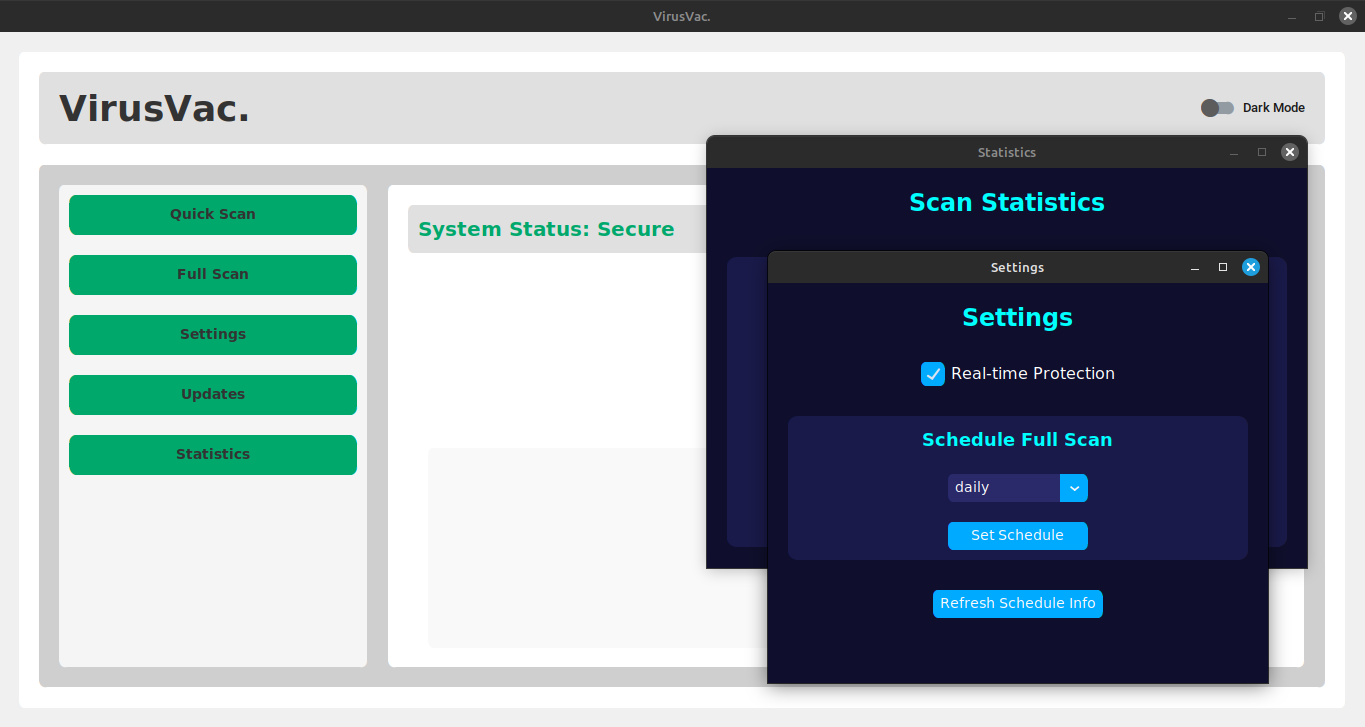 VirusVac.
VirusVac.
Dark Mode
Quick Scan
Full Scan
Settings
Updates
Statistics
System Status: Secure
Statistics
Scan Statistics
Settings
Settings
Real-time Protection
Schedule Full Scan
daily
Set Schedule
Refresh Schedule Info